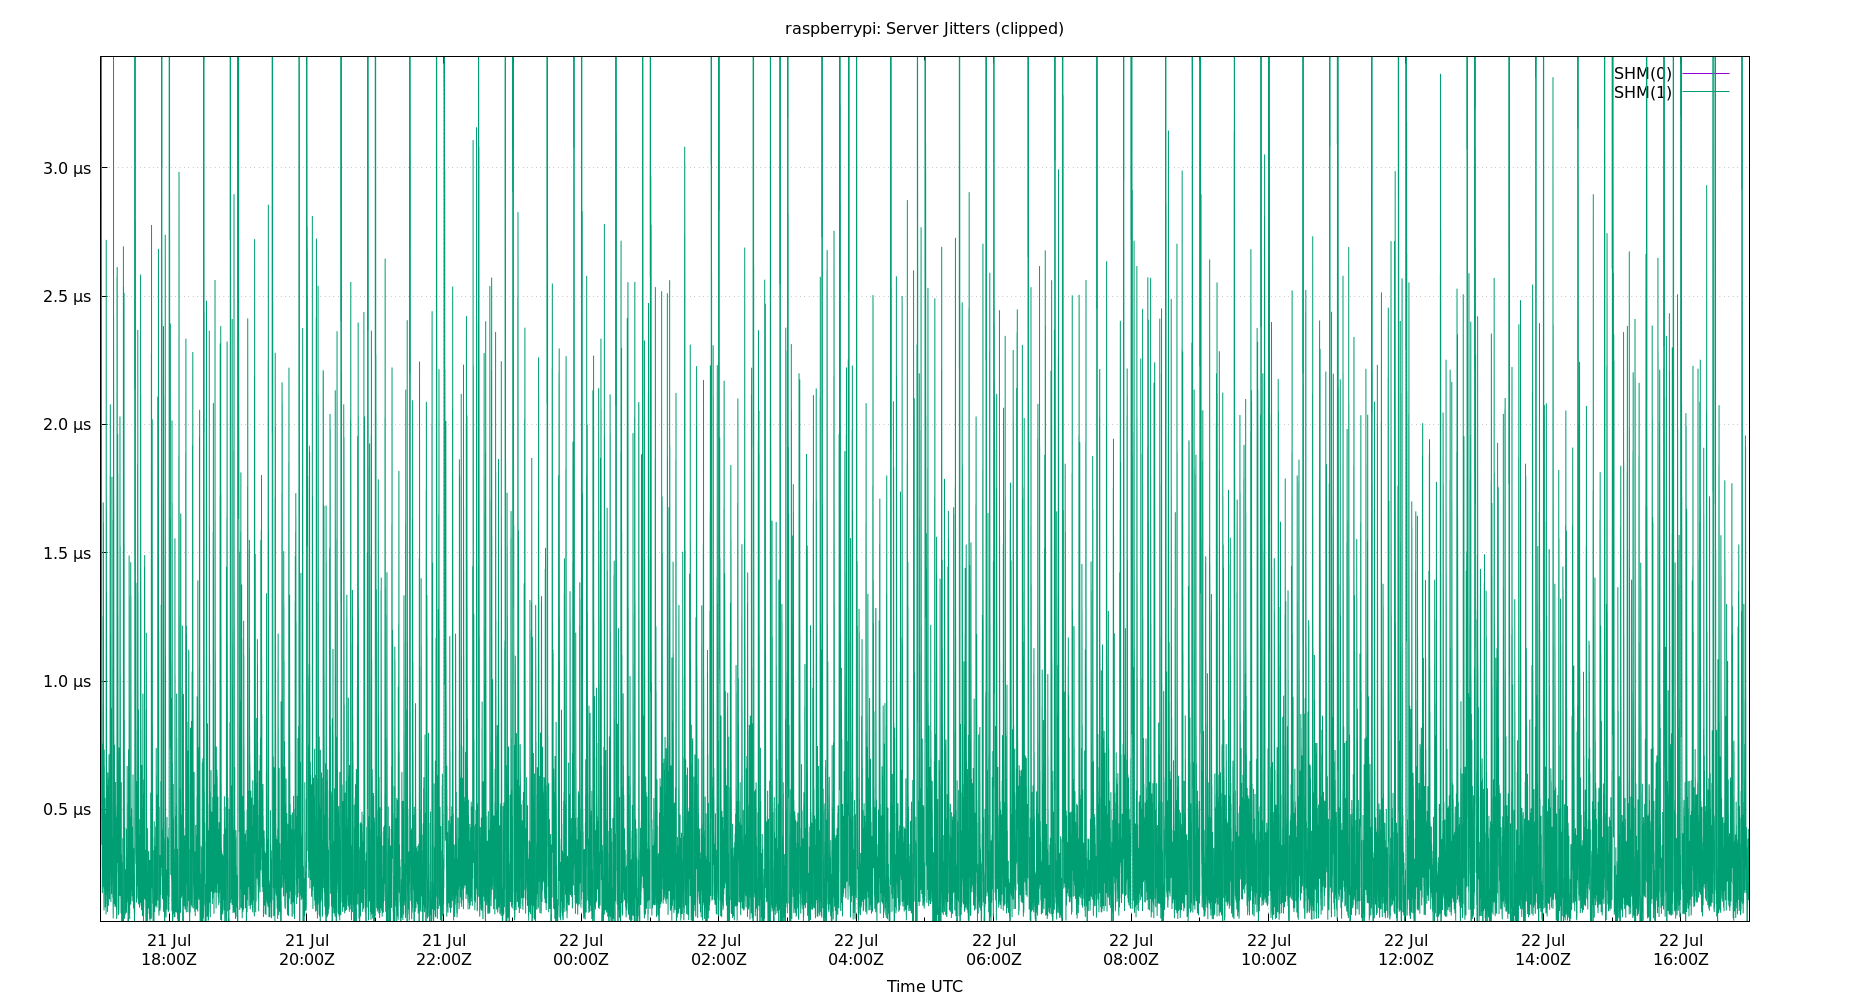 raspberrypi: Server Jitters (clipped)
SHM(0)
SHM(1)
3.0 µs
2.5 µs
2.0 µs
1.5 µs
1.0 µs
0.5 µs
21 Jul 21 Jul 21 Jul 22 Jul 22 Jul 22 Jul 22 Jul 22 Jul 22 Jul 22 Jul 22 Jul 22 Jul
18:00Z 20:00Z 22:00Z 00:00Z 02:00Z 04:00Z 06:00Z 08:00Z 10:00Z 12:00Z 14:00Z 16:00Z
Time UTC